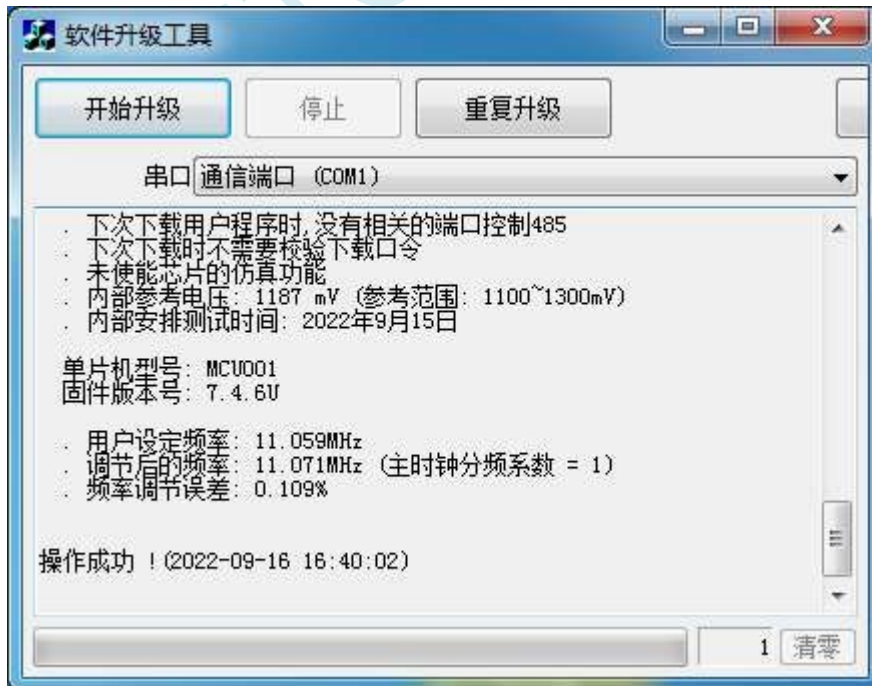 软件升级工具
开始升级 停止 重复升级
串口 通信端口 (COM1)
. 下次下载用户程序时,没有相关的端口控制485
. 下次下载时不需要校验下载口令
. 未使能芯片的仿真功能
. 内部参考电压: 1187 mV (参考范围: 1100~1300mV)
. 内部安排测试时间: 2022年9月15日
单片机型号: MCU001
固件版本号: 7.4.6U
. 用户设定频率: 11.059MHz
. 调节后的频率: 11.071MHz (主时钟分频系数 = 1)
. 频率调节误差: 0.109%
操作成功 !(2022-09-16 16:40:02)
1 清零